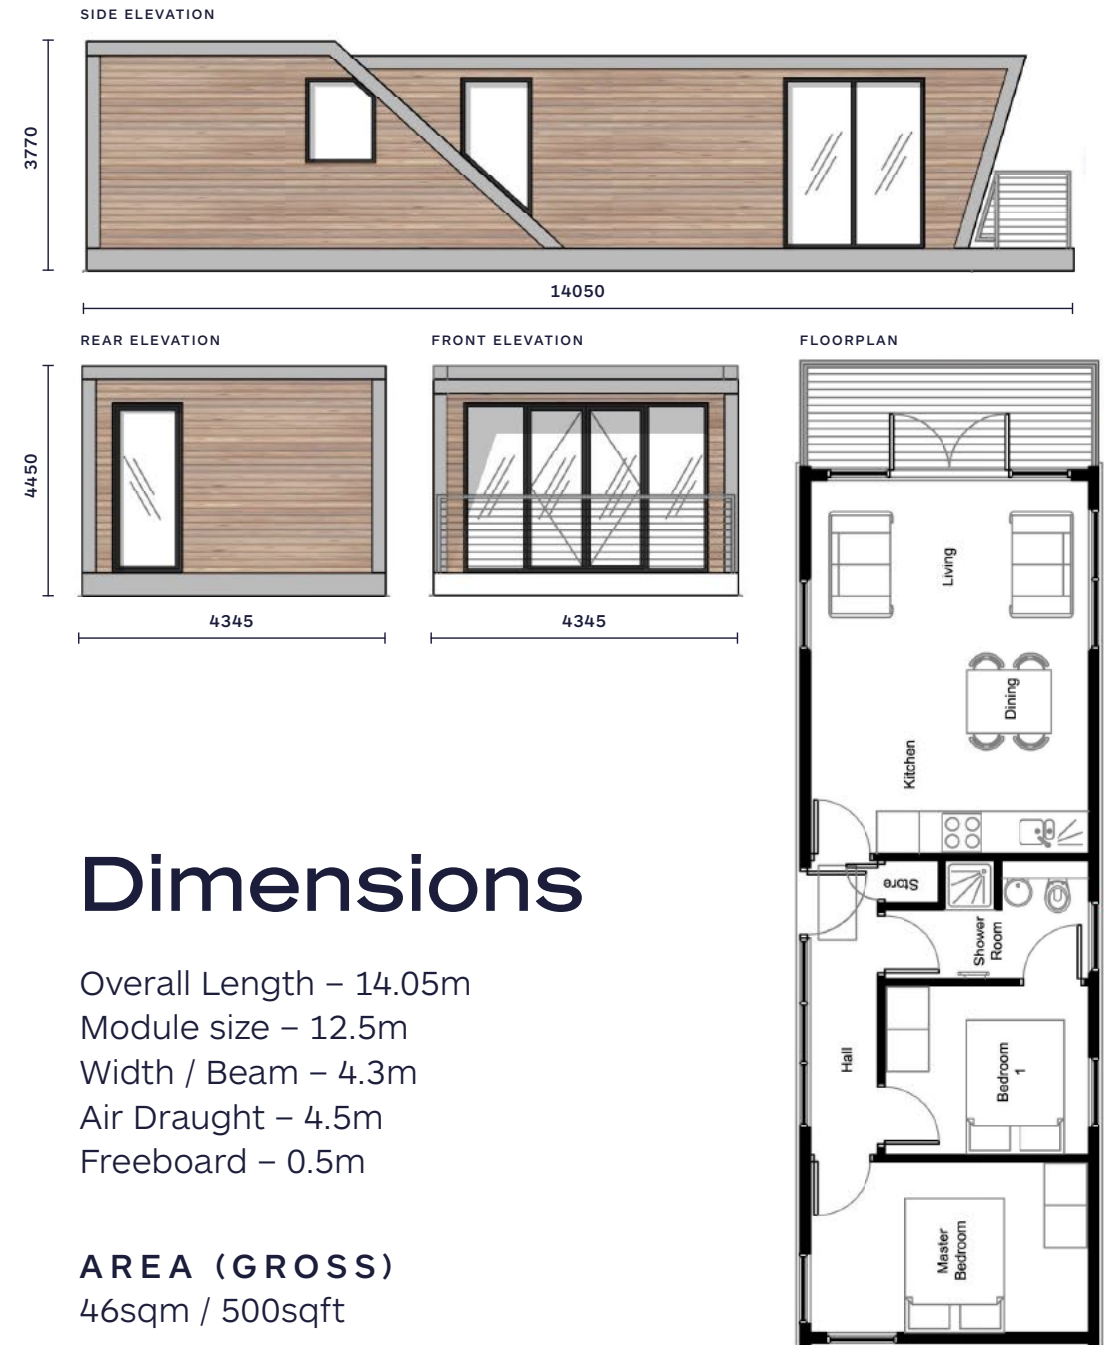 SIDE ELEVATION
3770
14050
REAR ELEVATION
FRONT ELEVATION
FLOORPLAN
4450
4345
4345
Living
Dining
Kitchen
Store
Shower
Room
Hall
Bedroom
1
Master
Bedroom
Dimensions
Overall Length – 14.05m
Module size – 12.5m
Width / Beam – 4.3m
Air Draught – 4.5m
Freeboard – 0.5m
AREA (GROSS)
46sqm / 500sqft